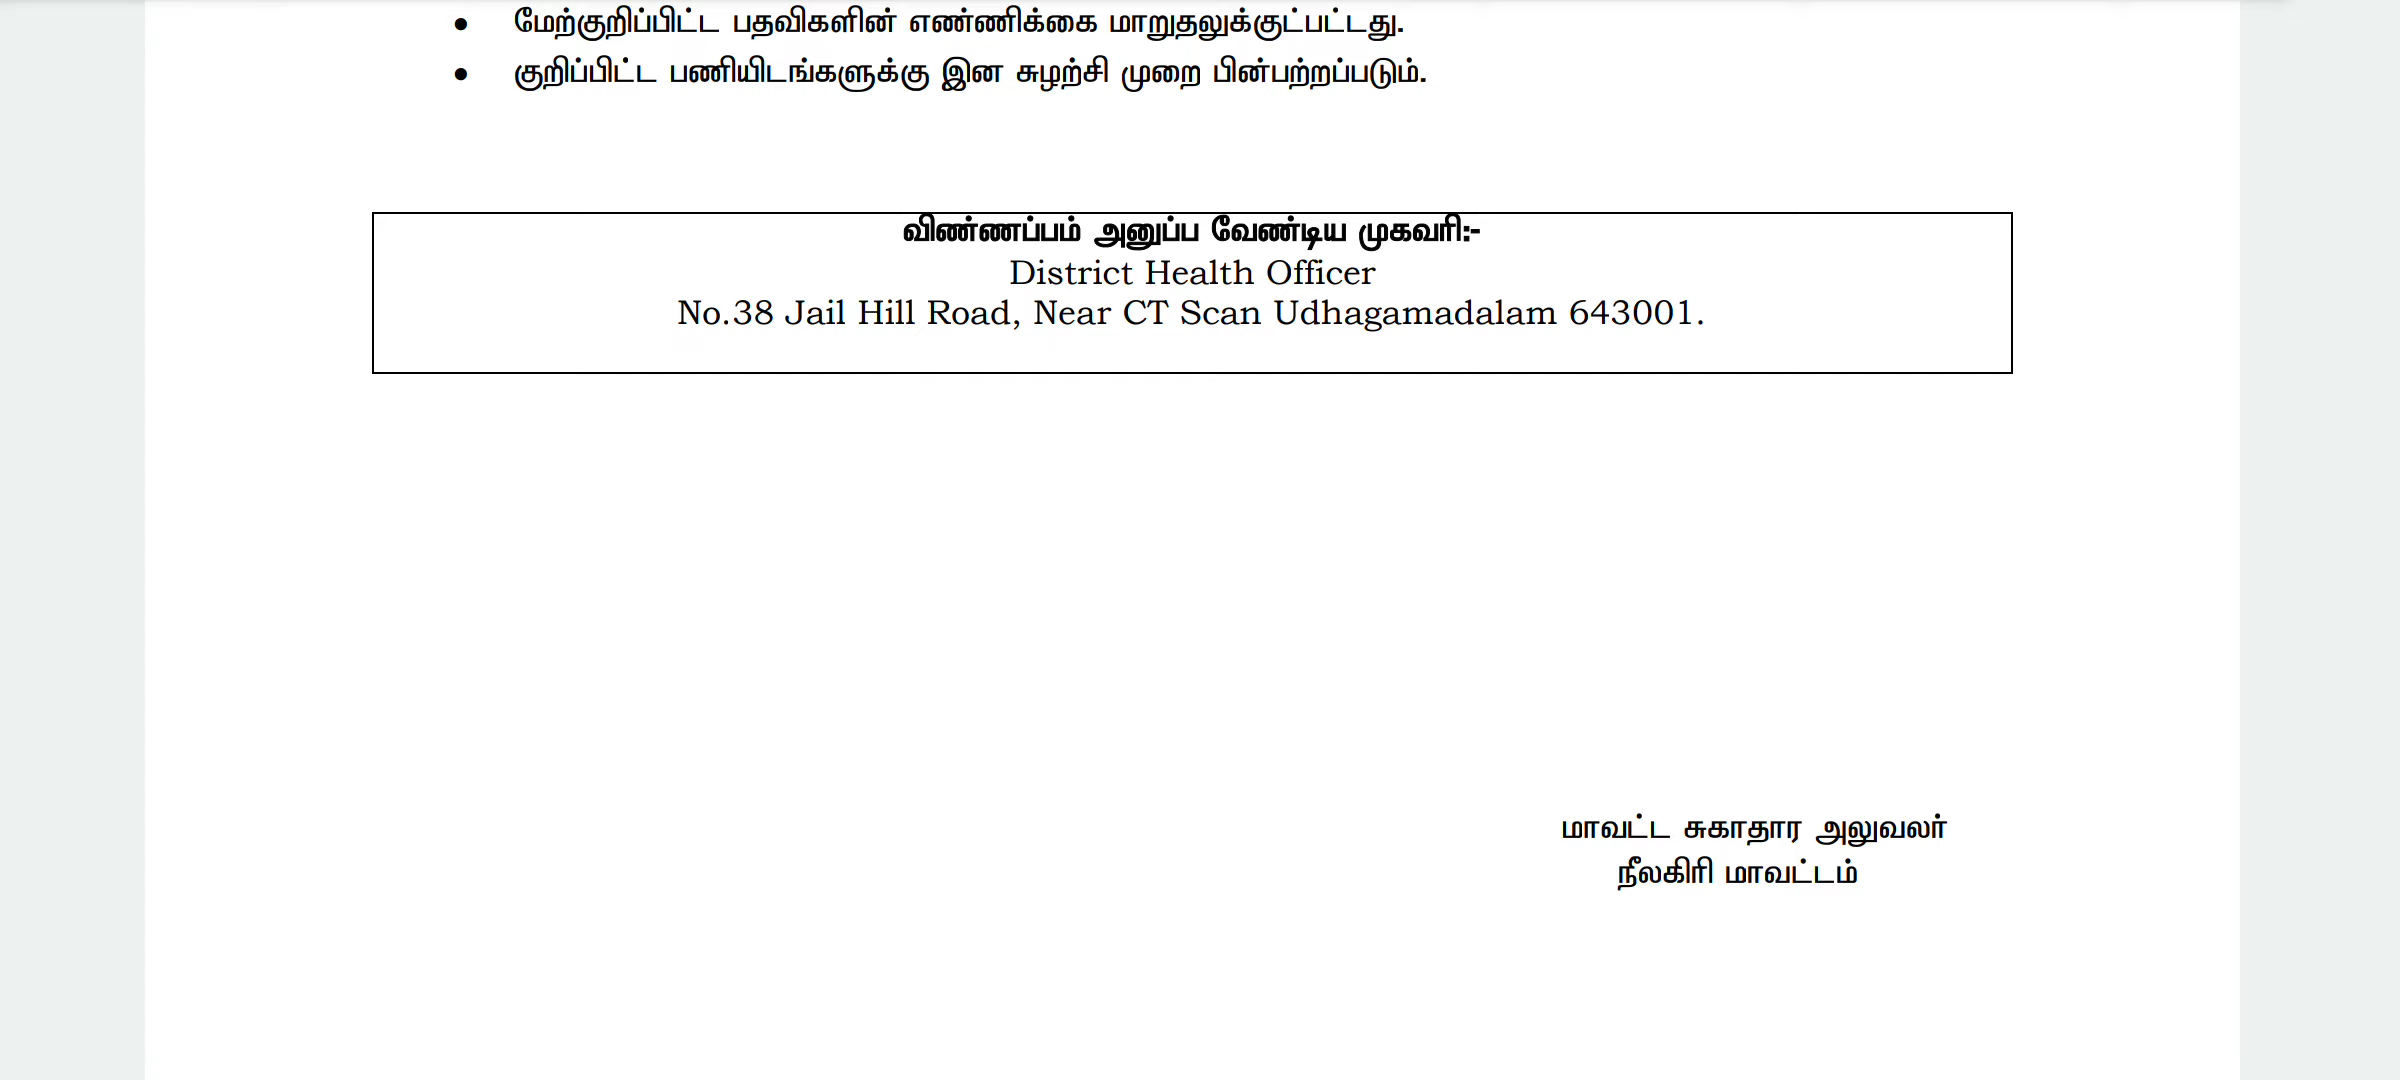 • மேற்குறிப்பிட்ட பதவிகளின் எண்ணிக்கை மாறுதலுக்குட்பட்டது.
• குறிப்பிட்ட பணியிடங்களுக்கு இன சுழற்சி முறை பின்பற்றப்படும்.
விண்ணப்பம் அனுப்ப வேண்டிய முகவரி:-
District Health Officer
No.38 Jail Hill Road, Near CT Scan Udhagamadalam 643001.
மாவட்ட சுகாதார அலுவலர்
நீலகிரி மாவட்டம்